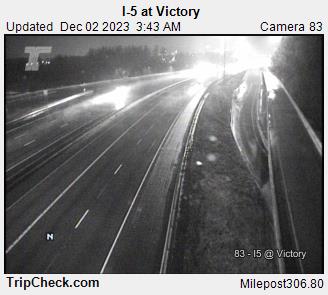 I-5 at Victory
Updated Dec 02 2023 3:43 AM Camera 83
N
83 - I5 @ Victory
TripCheck.com Milepost306.80